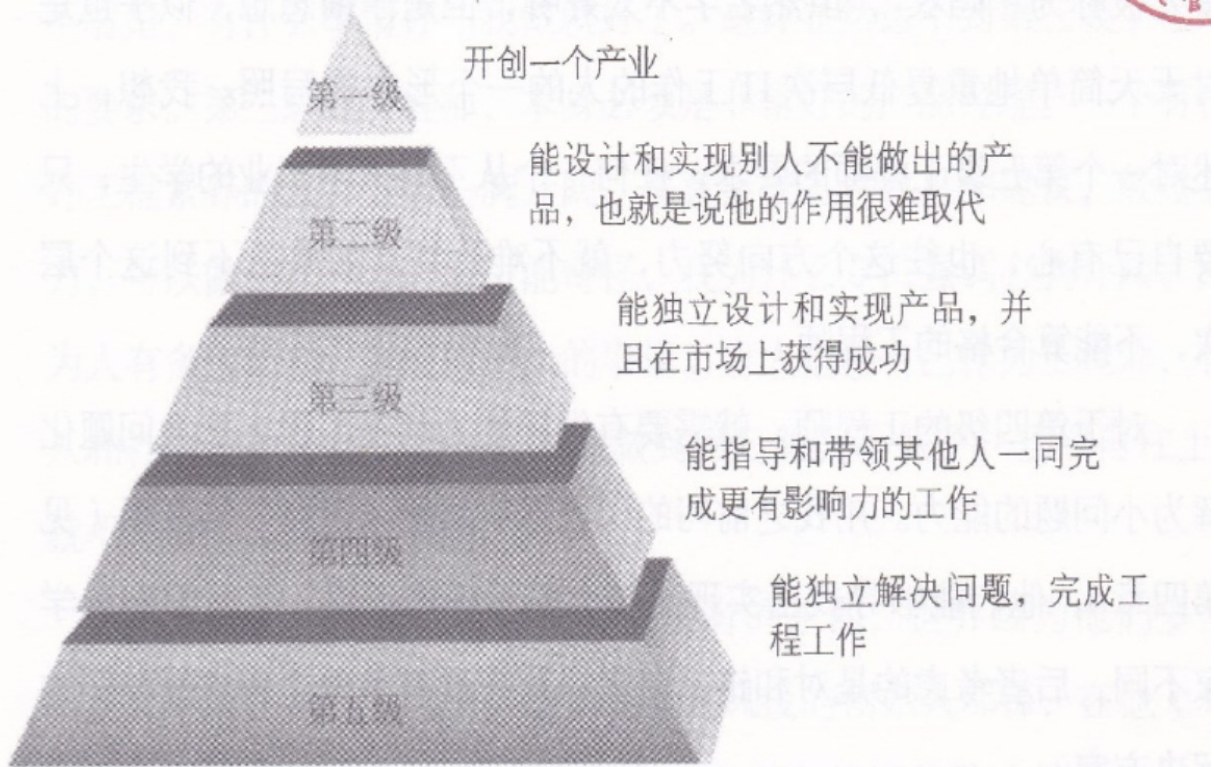 开创一个产业
第一级
能设计和实现别人不能做出的产
品，也就是说他的作用很难取代
第二级
能独立设计和实现产品，并
且在市场上获得成功
第三级
能指导和带领其他人一同完
成更有影响力的工作
第四级
能独立解决问题，完成工
程工作
第五级